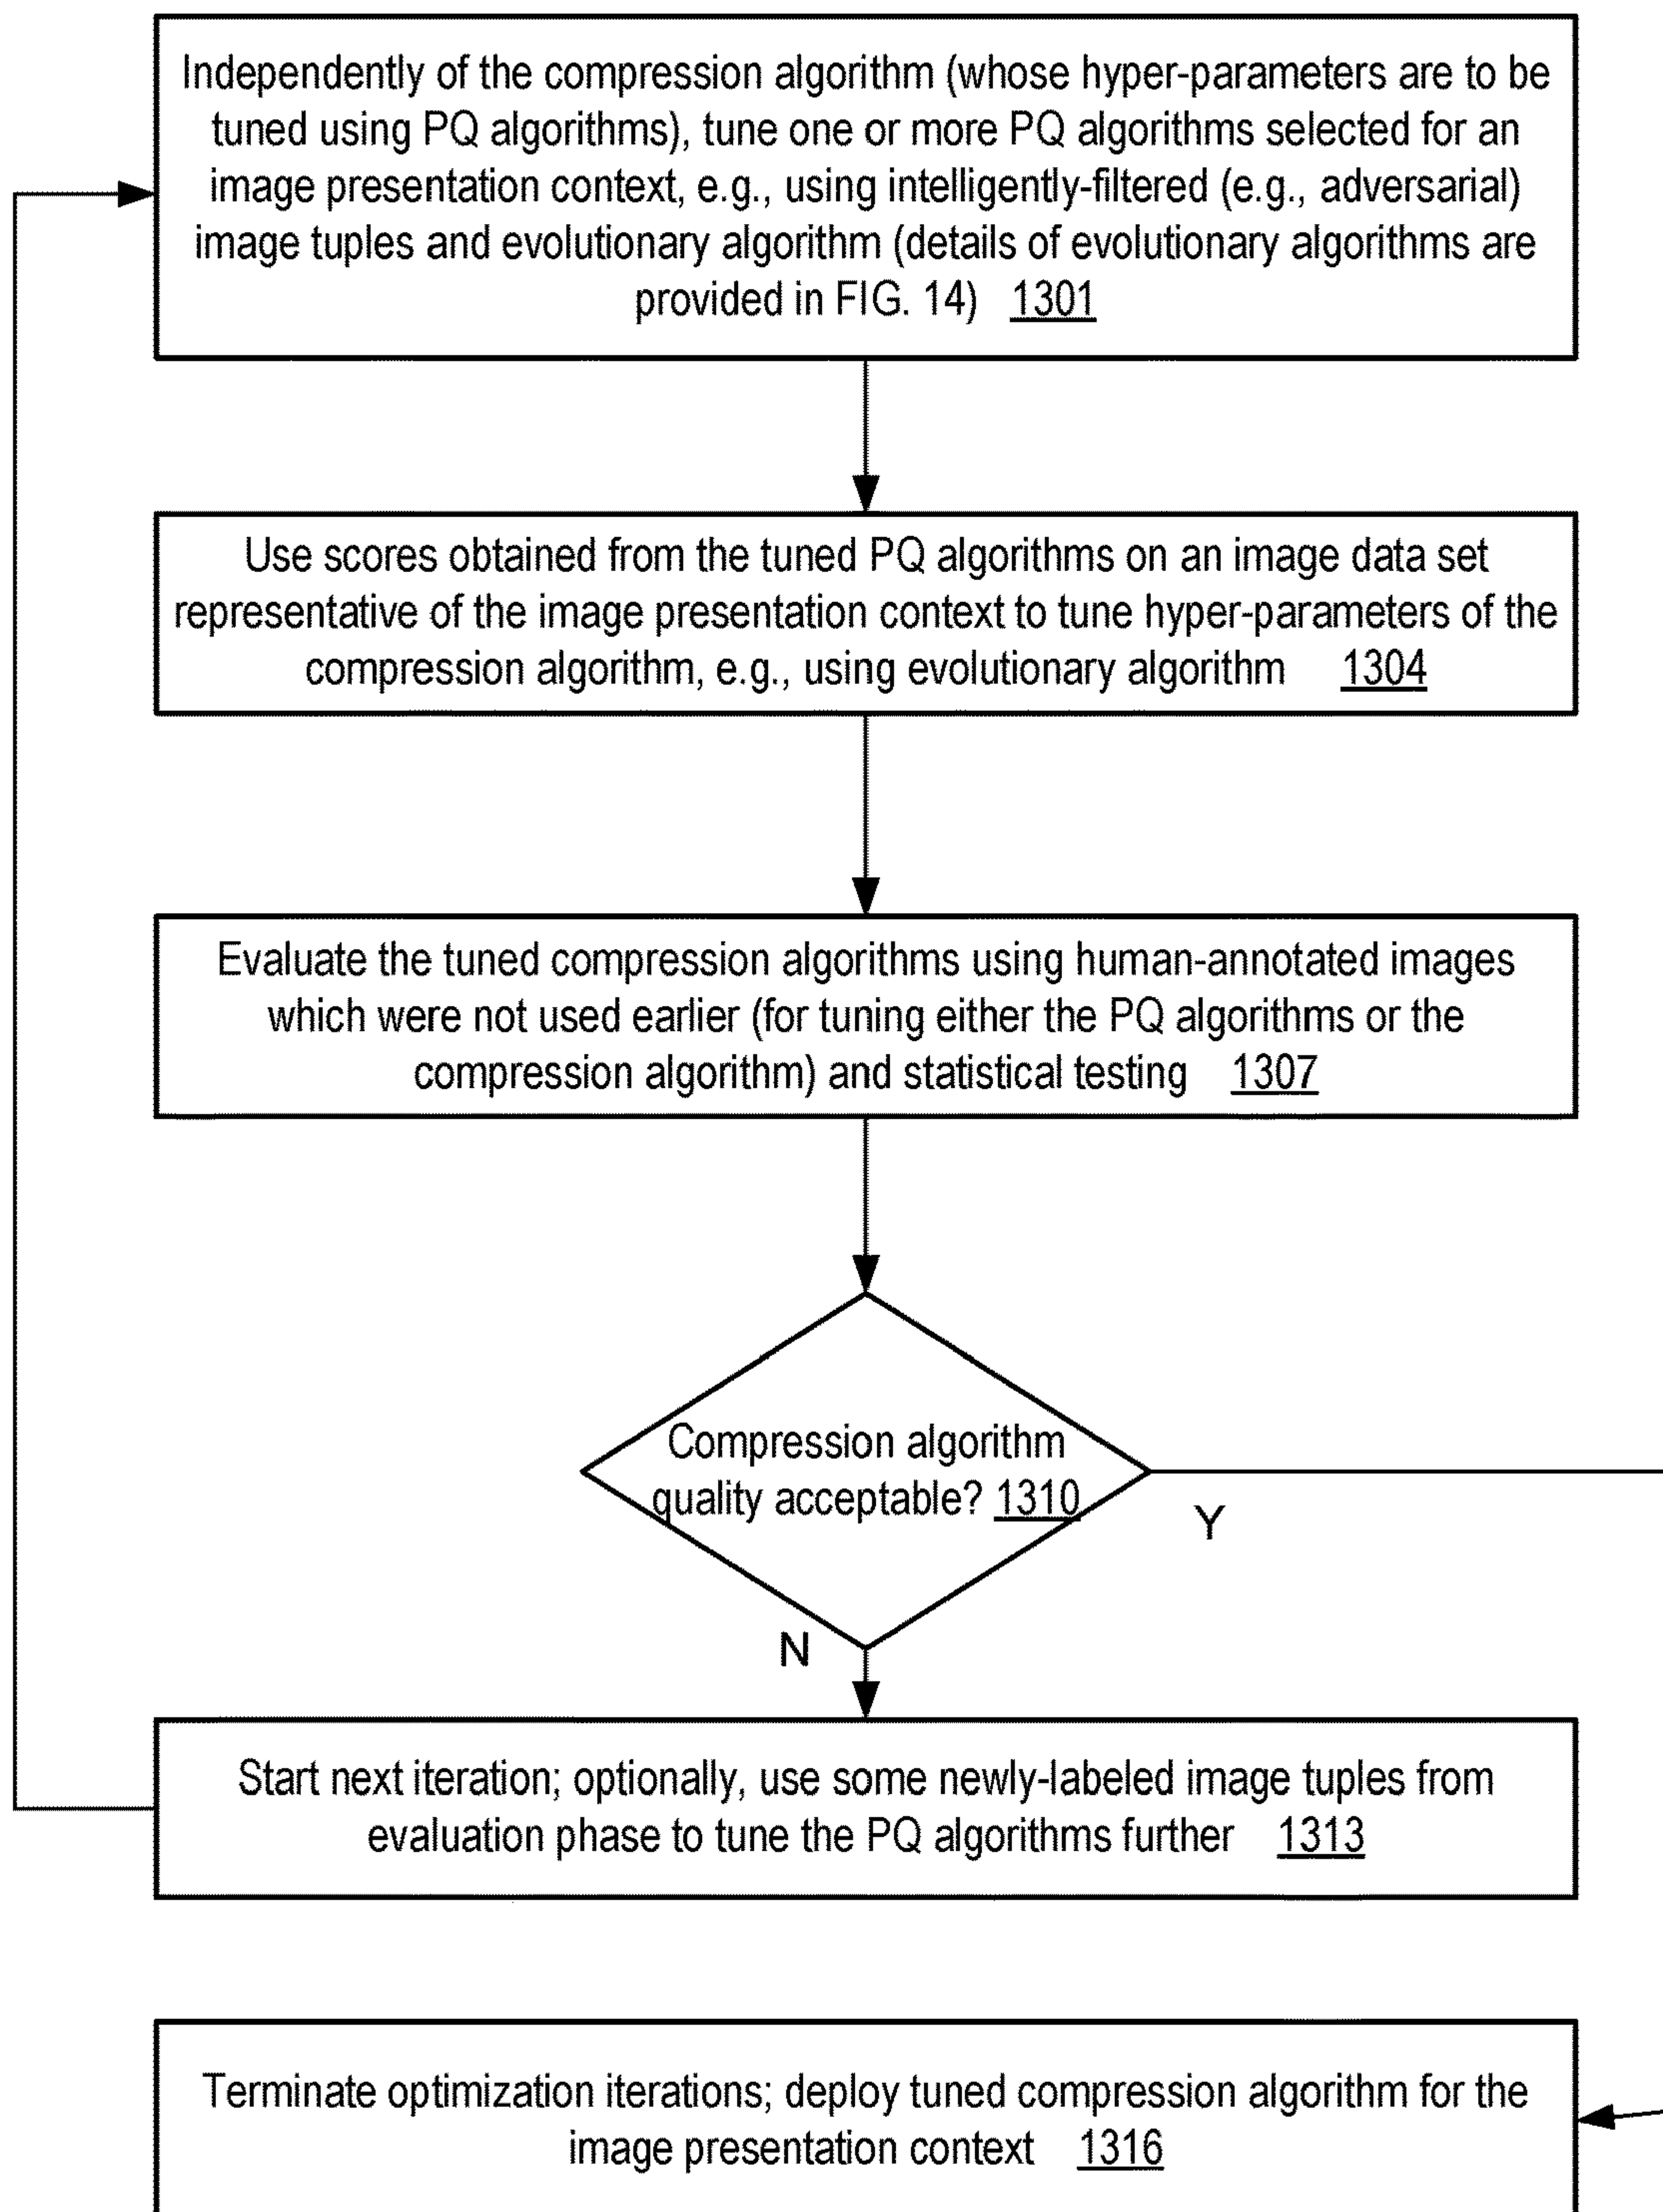 Independently of the compression algorithm (whose hyper-parameters are to be
tuned using PQ algorithms), tune one or more PQ algorithms selected for an
image presentation context, e.g., using intelligently-filtered (e.g., adversarial)
image tuples and evolutionary algorithm (details of evolutionary algorithms are
provided in FIG. 14) 1301
Use scores obtained from the tuned PQ algorithms on an image data set
representative of the image presentation context to tune hyper-parameters of the
compression algorithm, e.g., using evolutionary algorithm 1304
Evaluate the tuned compression algorithms using human-annotated images
which were not used earlier (for tuning either the PQ algorithms or the
compression algorithm) and statistical testing 1307
Compression algorithm
quality acceptable? 1310
Y
N
Start next iteration; optionally, use some newly-labeled image tuples from
evaluation phase to tune the PQ algorithms further 1313
Terminate optimization iterations; deploy tuned compression algorithm for the
image presentation context 1316